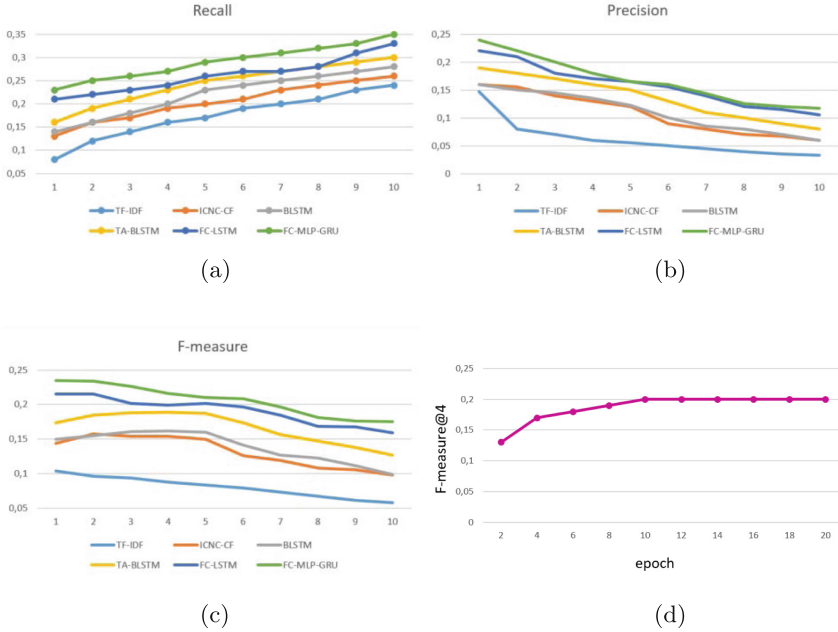 Recall
0,35
0,3
0,25
0,2
0,15
0,1
0,05
1 2 3 4 5 6 7 8 9 10
TF-IDF ICNC-CF BLSTM
TA-BLSTM FC-LSTM FC-MLP-GRU
(a)
Precision
0,3
0,25
0,2
0,15
0,1
0,05
0
1 2 3 4 5 6 7 8 9 10
TF-IDF ICNC-CF BLSTM
TA-BLSTM FC-LSTM FC-MLP-GRU
(b)
F-measure
0,25
0,2
0,15
0,1
0,05
1 2 3 4 5 6 7 8 9 10
TF-IDF ICNC-CF BLSTM
TA-BLSTM FC-LSTM FC-MLP-GRU
(c)
F-measure@4
0,25
0,2
0,15
0,1
0,05
0
2 4 6 8 10 12 14 16 18 20
epoch
(d)